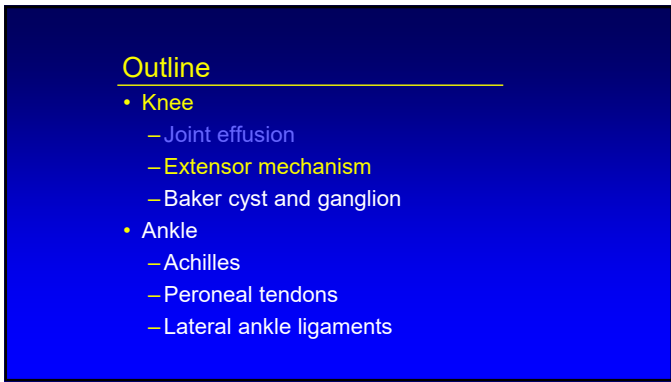 Outline
• Knee
–Joint effusion
–Extensor mechanism
–Baker cyst and ganglion
• Ankle
–Achilles
–Peroneal tendons
–Lateral ankle ligaments